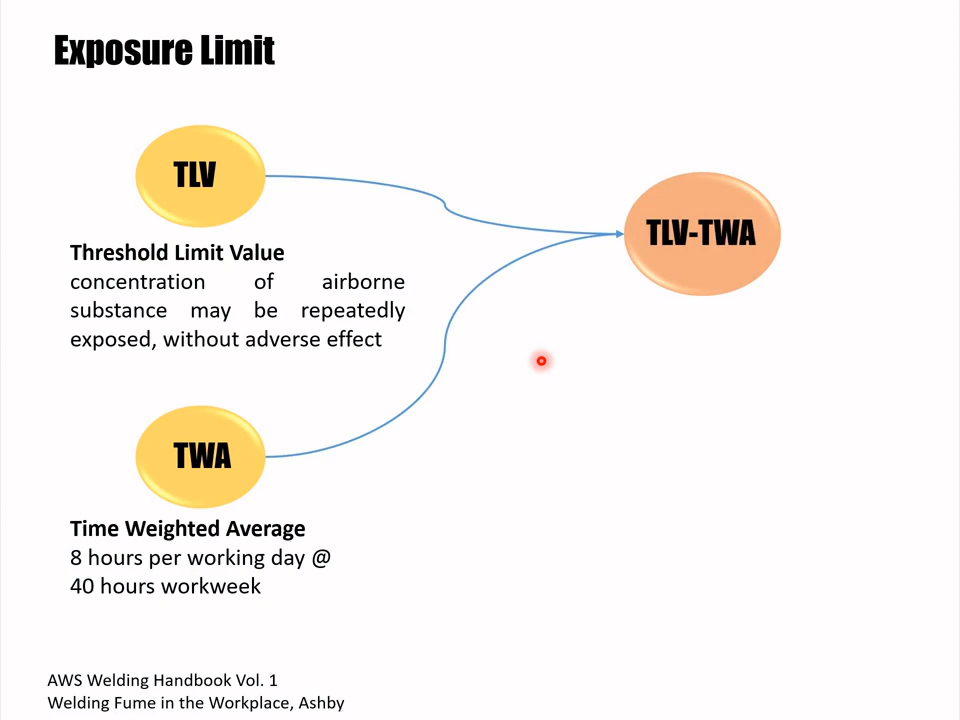 Exposure Limit
TLV
TLV-TWA
Threshold Limit Value
concentration of airborne
substance may be repeatedly
exposed, without adverse effect
TWA
Time Weighted Average
8 hours per working day @
40 hours workweek
AWS Welding Handbook Vol. 1
Welding Fume in the Workplace, Ashby